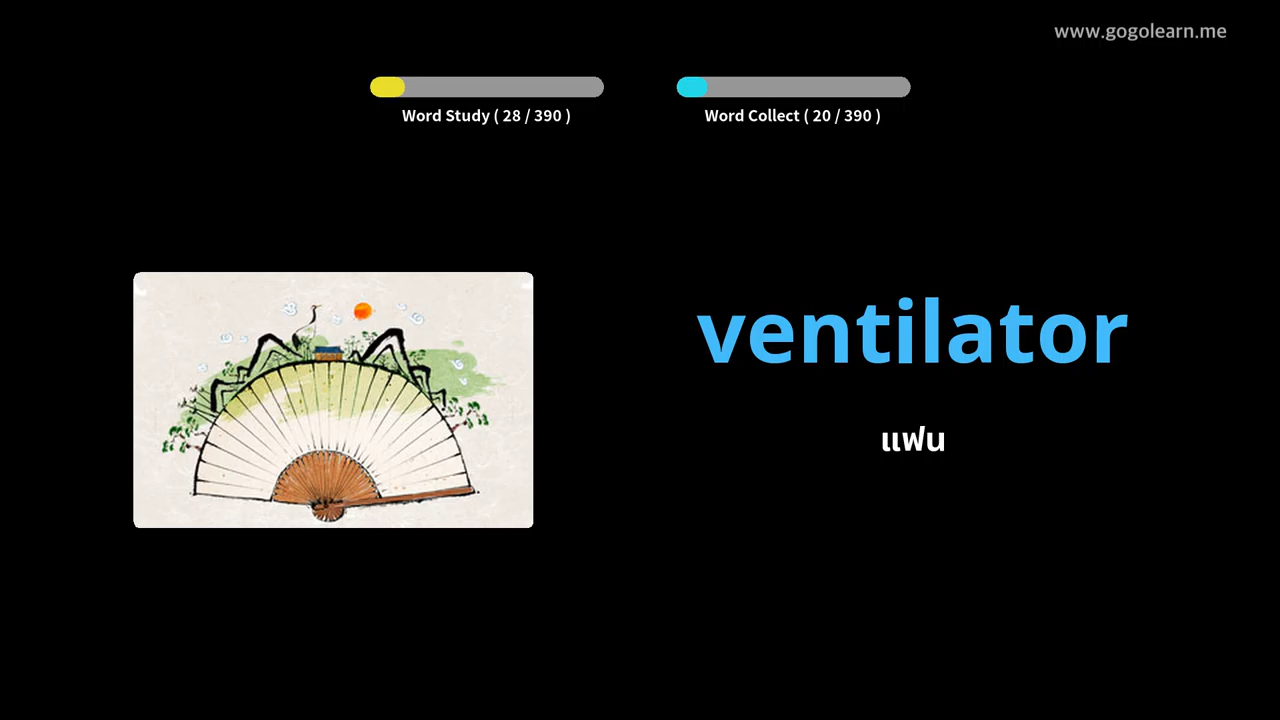 www.gogolearn.me
Word Study ( 28 / 390 )
Word Collect ( 20 / 390 )
ventilator
แฟน